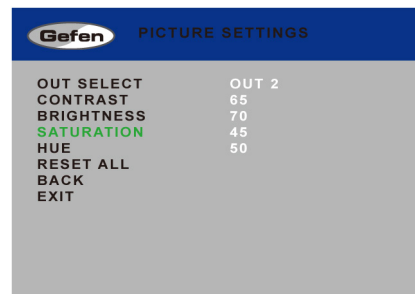 Gefen PICTURE SETTINGS
OUT SELECT OUT 2
CONTRAST 65
BRIGHTNESS 70
SATURATION 45
HUE 50
RESET ALL
BACK
EXIT